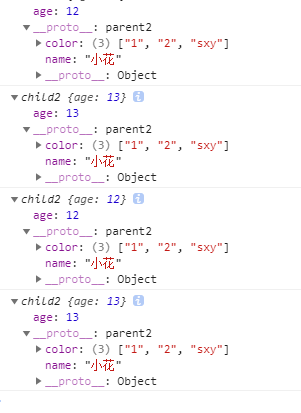 age: 12
▼ __proto__: parent2
▶ color: (3) ["1", "2", "sxy"]
name: "小花"
▶ __proto__: Object
▼ child2 {age: 13} i
age: 13
▼ __proto__: parent2
▶ color: (3) ["1", "2", "sxy"]
name: "小花"
▶ __proto__: Object
▼ child2 {age: 12} i
age: 12
▼ __proto__: parent2
▶ color: (3) ["1", "2", "sxy"]
name: "小花"
▶ __proto__: Object
▼ child2 {age: 13} i
age: 13
▼ __proto__: parent2
▶ color: (3) ["1", "2", "sxy"]
name: "小花"
▶ __proto__: Object